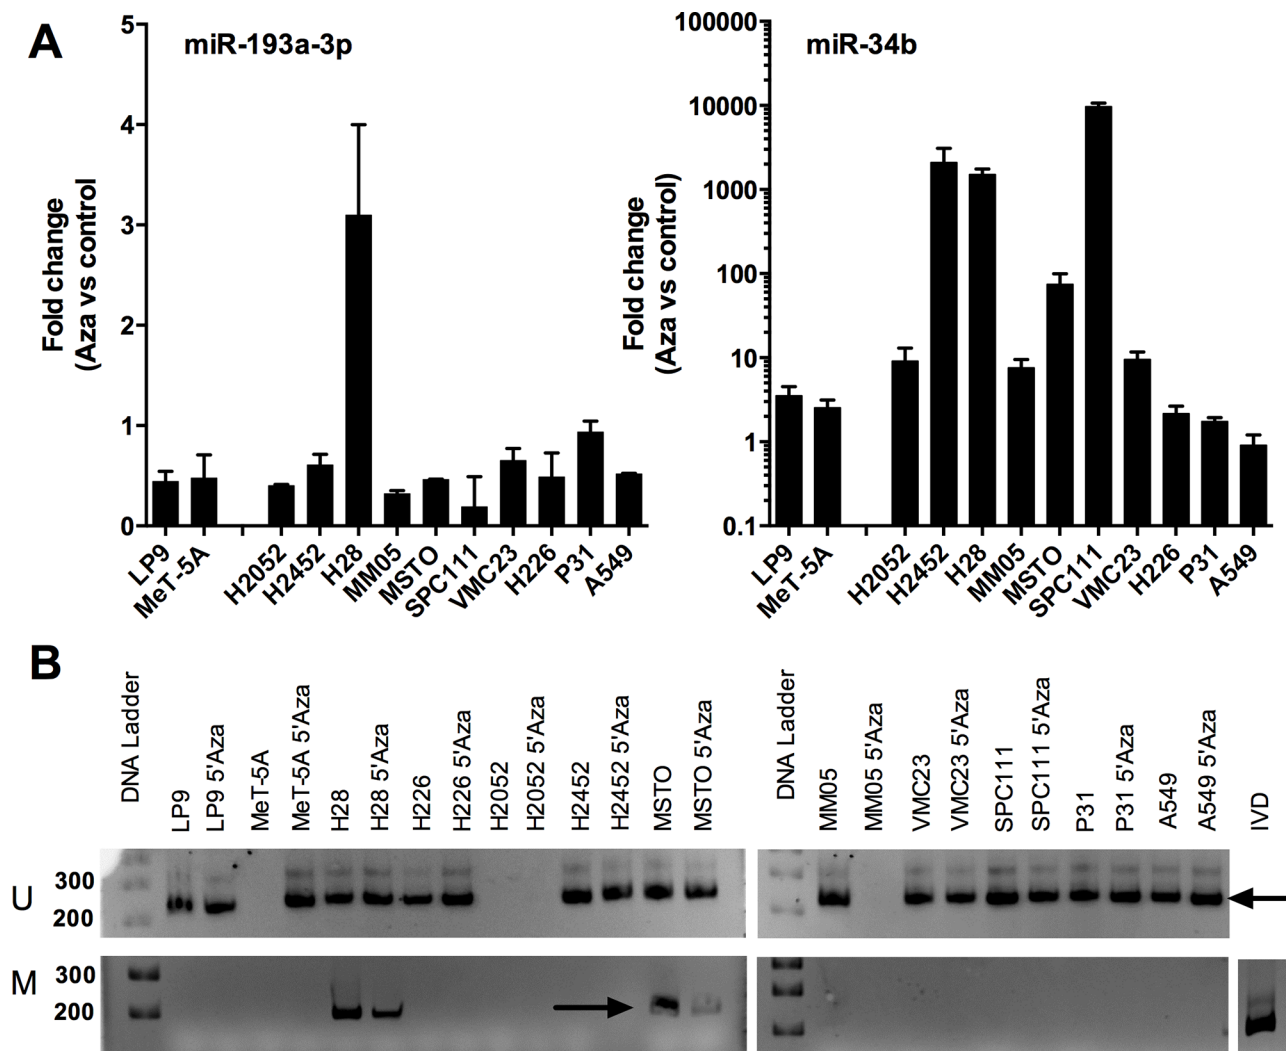 A
miR-193a-3p
Fold change
(Aza vs control
5
4
3
2
1
0
LP9
MeT-5A
H2052
H2452
H28
MM05
MSTO
SPC111
VMC23
H226
P31
A549
miR-34b
Fold change
(Aza vs control)
100000
10000
1000
100
10
1
0.1
LP9
MeT-5A
H2052
H2452
H28
MM05
MSTO
SPC111
VMC23
H226
P31
A549
B
DNA Ladder
LP9
LP9 5'Aza
MeT-5A
MeT-5A 5'Aza
H28
H28 5'Aza
H226
H226 5'Aza
H2052
H2052 5'Aza
H2452
H2452 5'Aza
MSTO
MSTO 5'Aza
DNA Ladder
MM05
MM05 5'Aza
VMC23
VMC23 5'Aza
SPC111
SPC111 5'Aza
P31
P31 5'Aza
A549
A549 5'Aza
IVD
U
300
200
M
300
200